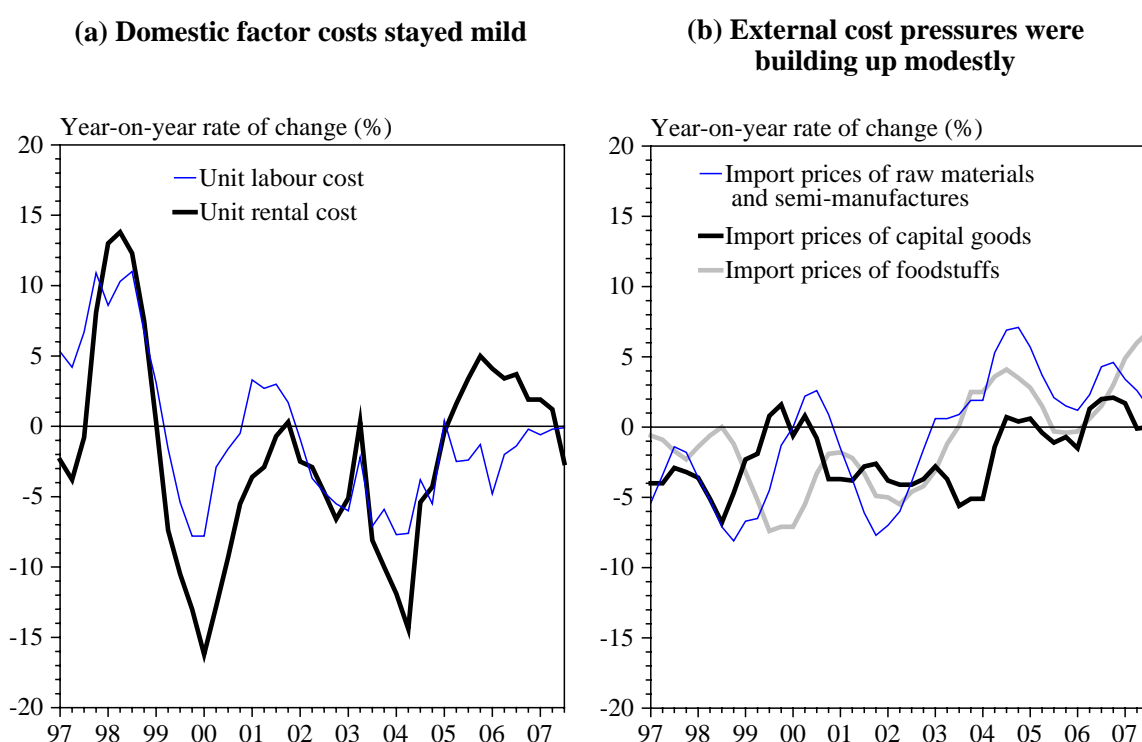 (a) Domestic factor costs stayed mild
Year-on-year rate of change (%)
Unit labour cost
Unit rental cost
20
15
10
5
0
-5
-10
-15
-20
97 98 99 00 01 02 03 04 05 06 07
(b) External cost pressures were
building up modestly
Year-on-year rate of change (%)
Import prices of raw materials
and semi-manufactures
Import prices of capital goods
Import prices of foodstuffs
20
15
10
5
0
-5
-10
-15
-20
97 98 99 00 01 02 03 04 05 06 07